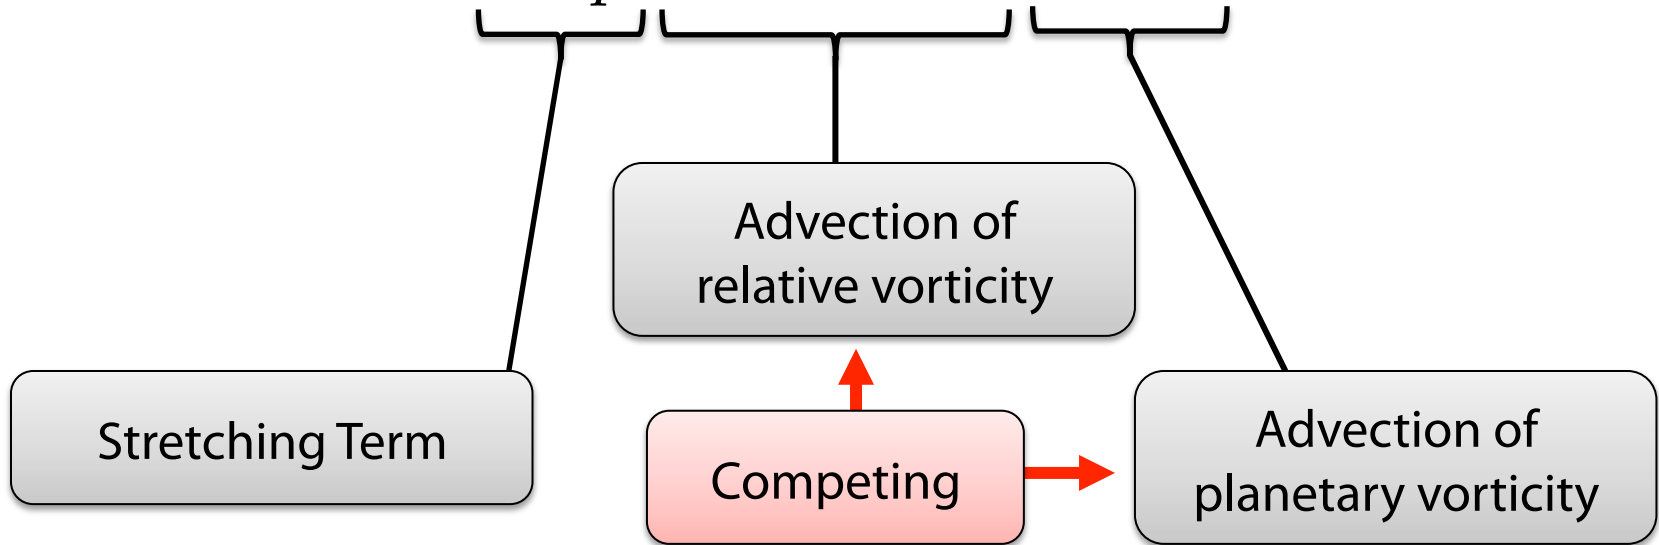 p
Advection of
relative vorticity
Stretching Term
Competing
Advection of
planetary vorticity